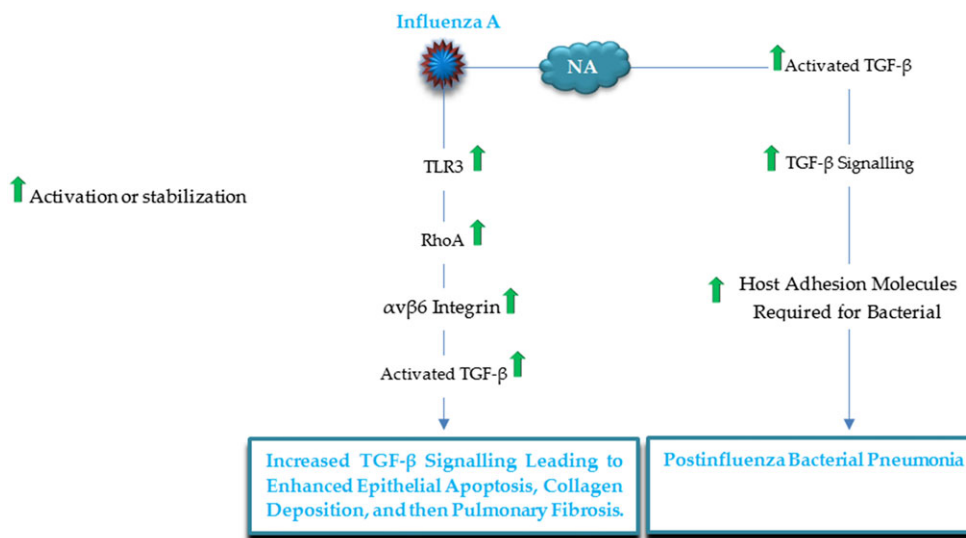 Influenza A
NA
Activated TGF-β
TLR3
TGF-β Signalling
Activation or stabilization
RhoA
Host Adhesion Molecules
Required for Bacterial
αvβ6 Integrin
Activated TGF-β
Increased TGF-β Signalling Leading to
Enhanced Epithelial Apoptosis, Collagen
Deposition, and then Pulmonary Fibrosis.
Postinfluenza Bacterial Pneumonia